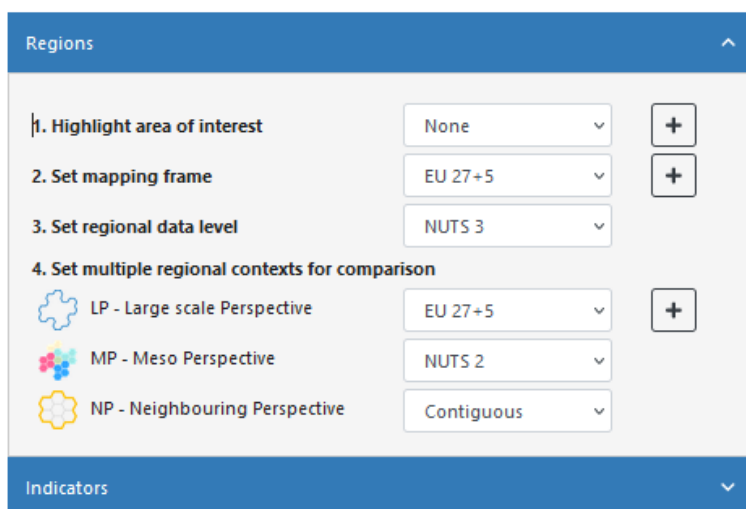 Regions
1. Highlight area of interest None +
2. Set mapping frame EU 27+5 +
3. Set regional data level NUTS 3
4. Set multiple regional contexts for comparison
LP - Large scale Perspective EU 27+5 +
MP - Meso Perspective NUTS 2
NP - Neighbouring Perspective Contiguous
Indicators